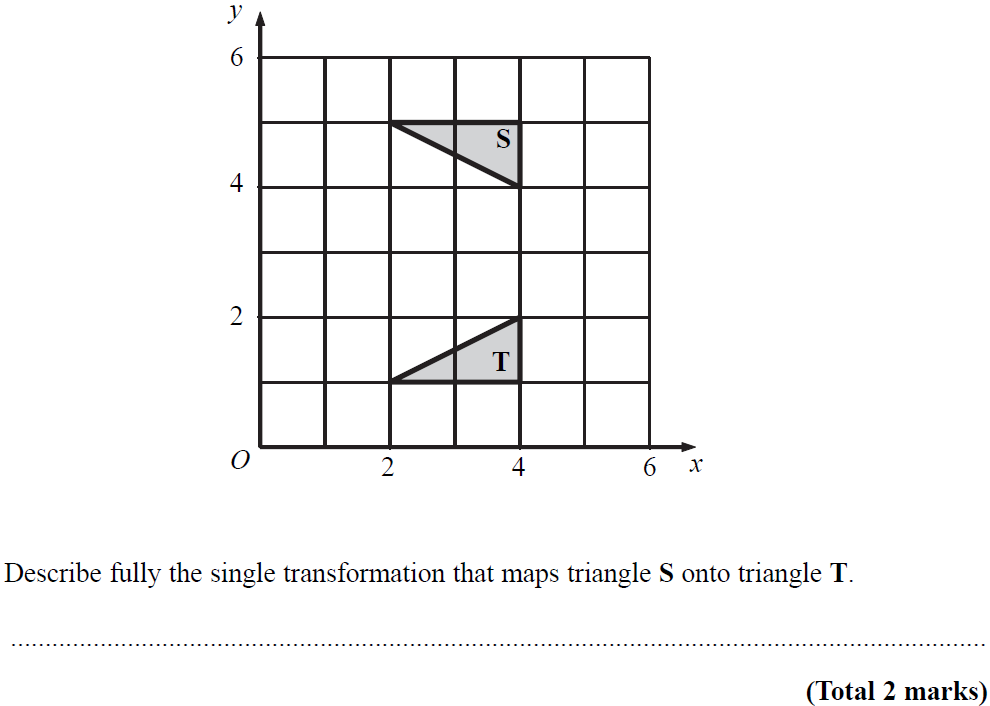 y
6
S
4
2
T
O
2 4 6 x
Describe fully the single transformation that maps triangle S onto triangle T.
..........................................................................................................................................
(Total 2 marks)